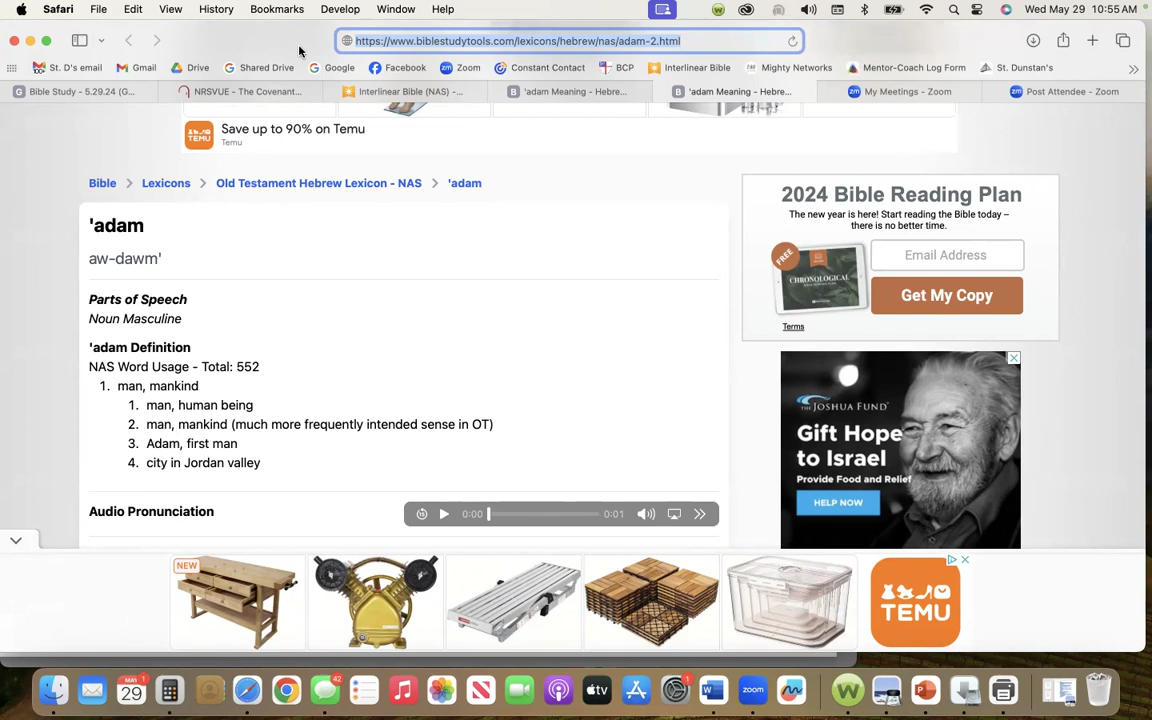 Safari File Edit View History Bookmarks Develop Window Help Wed May 29 10:55 AM
https://www.biblestudytools.com/lexicons/hebrew/nas/adam-2.html
St. D's email Gmail Drive Shared Drive Google Facebook Zoom Constant Contact BCP Interlinear Bible Mighty Networks Mentor-Coach Log Form St. Dunstan's
Bible Study - 5.29.24 (G... NRSVUE - The Covenant... Interlinear Bible (NAS) -... 'adam Meaning - Hebre... 'adam Meaning - Hebre... My Meetings - Zoom Post Attendee - Zoom
TEMU
Save up to 90% on Temu
Temu
Bible > Lexicons > Old Testament Hebrew Lexicon - NAS > 'adam
'adam
aw-dawm'
Parts of Speech
Noun Masculine
'adam Definition
NAS Word Usage - Total: 552
1. man, mankind
1. man, human being
2. man, mankind (much more frequently intended sense in OT)
3. Adam, first man
4. city in Jordan valley
Audio Pronunciation
0:00 0:01
2024 Bible Reading Plan
The new year is here! Start reading the Bible today –
there is no better time.
FREE
CHRONOLOGICAL
Email Address
Get My Copy
Terms
THE JOSHUA FUND
Gift Hope
to Israel
Provide Food and Relief
HELP NOW
NEW
TEMU
42
MAY 1
29
1
zoom